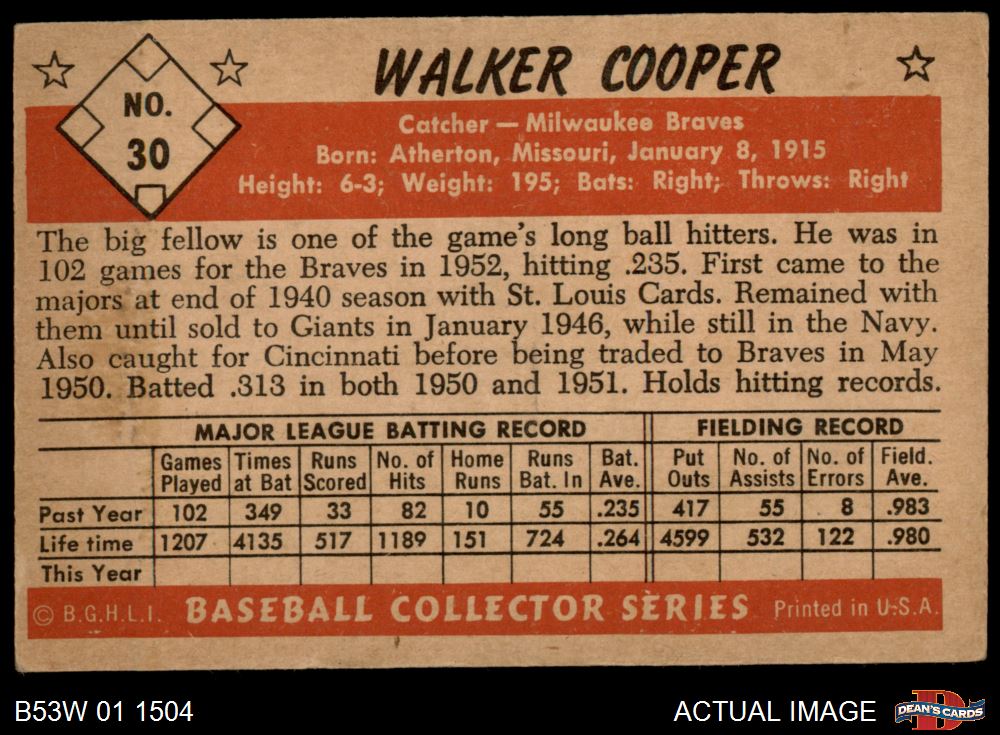 WALKER COOPER
NO.
30
Catcher — Milwaukee Braves
Born: Atherton, Missouri, January 8, 1915
Height: 6-3; Weight: 195; Bats: Right; Throws: Right
The big fellow is one of the game's long ball hitters. He was in
102 games for the Braves in 1952, hitting .235. First came to the
majors at end of 1940 season with St. Louis Cards. Remained with
them until sold to Giants in January 1946, while still in the Navy.
Also caught for Cincinnati before being traded to Braves in May
1950. Batted .313 in both 1950 and 1951. Holds hitting records.
MAJOR LEAGUE BATTING RECORD FIELDING RECORD
Games Times Runs No. of Home Runs Bat. Put No. of No. of Field.
Played at Bat Scored Hits Runs Bat. In Ave. Outs Assists Errors Ave.
Past Year 102 349 33 82 10 55 .235 417 55 8 .983
Life time 1207 4135 517 1189 151 724 .264 4599 532 122 .980
This Year
© B.G.H.L.I. BASEBALL COLLECTOR SERIES Printed in U.S.A.
B53W 01 1504 ACTUAL IMAGE DEAN'S CARDS